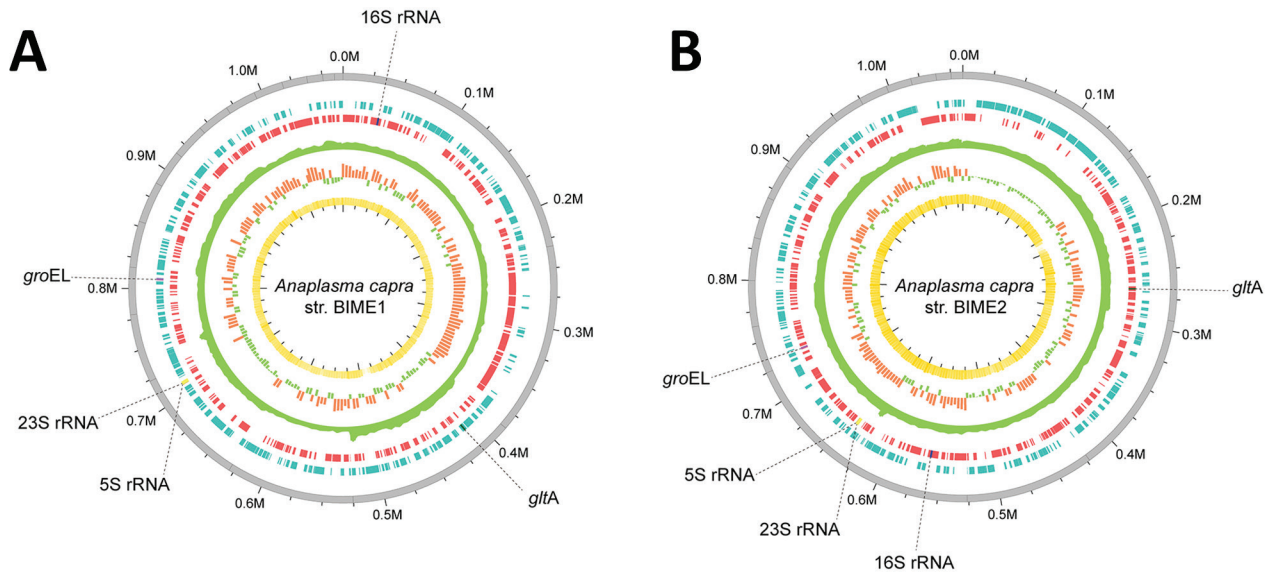 A
16S rRNA
0.0M
0.1M
0.2M
0.3M
0.4M
0.5M
0.6M
0.7M
0.8M
0.9M
1.0M
groEL
23S rRNA
5S rRNA
gltA
Anaplasma capra
str. BIME1
B
0.0M
0.1M
0.2M
0.3M
0.4M
0.5M
0.6M
0.7M
0.8M
0.9M
1.0M
gltA
groEL
5S rRNA
23S rRNA
16S rRNA
Anaplasma capra
str. BIME2